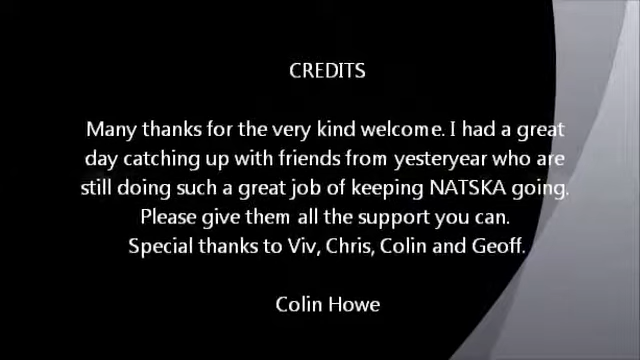 CREDITS
Many thanks for the very kind welcome. I had a great
day catching up with friends from yesteryear who are
still doing such a great job of keeping NATSKA going.
Please give them all the support you can.
Special thanks to Viv, Chris, Colin and Geoff.
Colin Howe